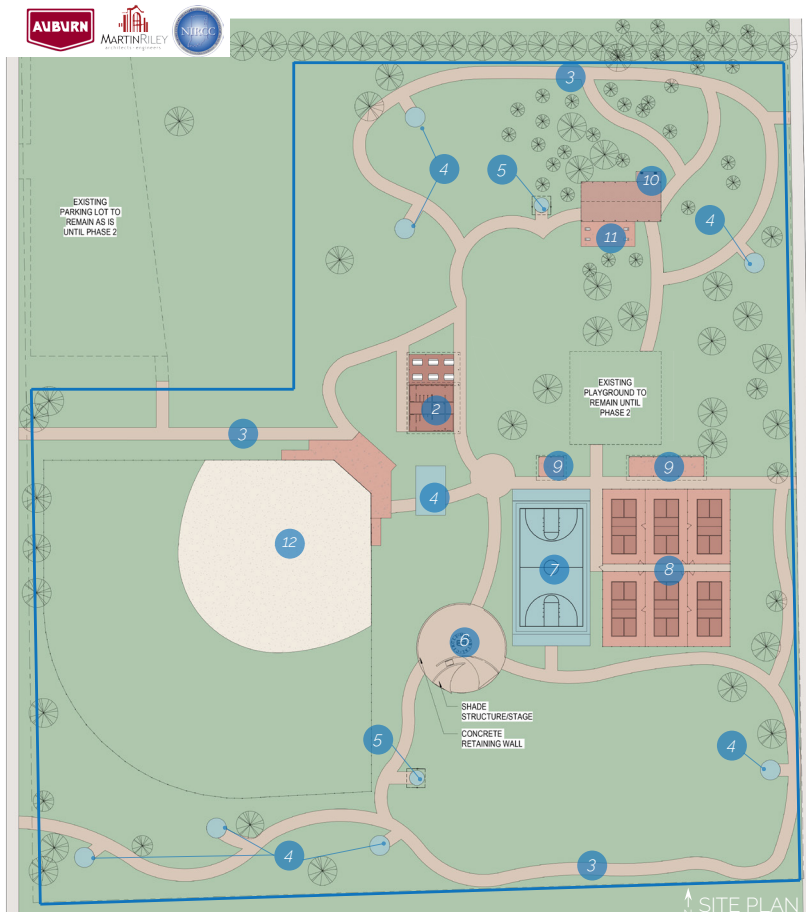 AUBURN
MARTINRILEY
architects-engineers
NIRCC
3
4
5
10
4
11
EXISTING
PARKING LOT TO
REMAIN AS IS
UNTIL PHASE 2
EXISTING
PLAYGROUND TO
REMAIN UNTIL
PHASE 2
2
3
9
9
4
12
7
8
6
SHADE
STRUCTURE/STAGE
CONCRETE
RETAINING WALL
5
4
4
3
SITE PLAN